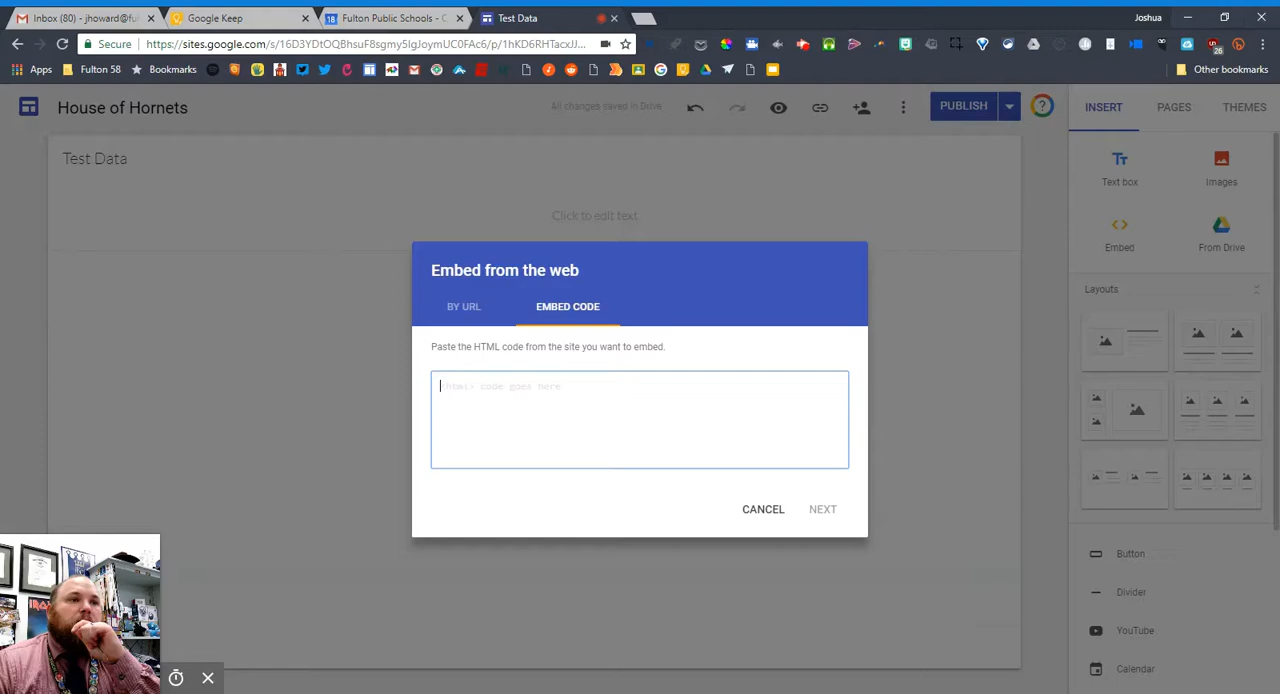 Inbox (80) - jhoward@fu
Google Keep
Fulton Public Schools - C
Test Data
Joshua
Secure
https://sites.google.com/s/16D3YDtOQBhsuF8sgmy5lgJoymUC0FAc6/p/1hKD6RHTacxJJ...
26
Apps
Fulton 58
Bookmarks
Other bookmarks
House of Hornets
All changes saved in Drive
PUBLISH
?
INSERT
PAGES
THEMES
Test Data
Click to edit text
Tt
Text box
Images
Embed
From Drive
Layouts
Embed from the web
BY URL
EMBED CODE
Paste the HTML code from the site you want to embed.
<html> code goes here
CANCEL
NEXT
Button
Divider
YouTube
Calendar